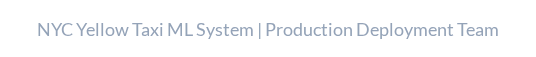 NYC Yellow Taxi ML System | Production Deployment Team